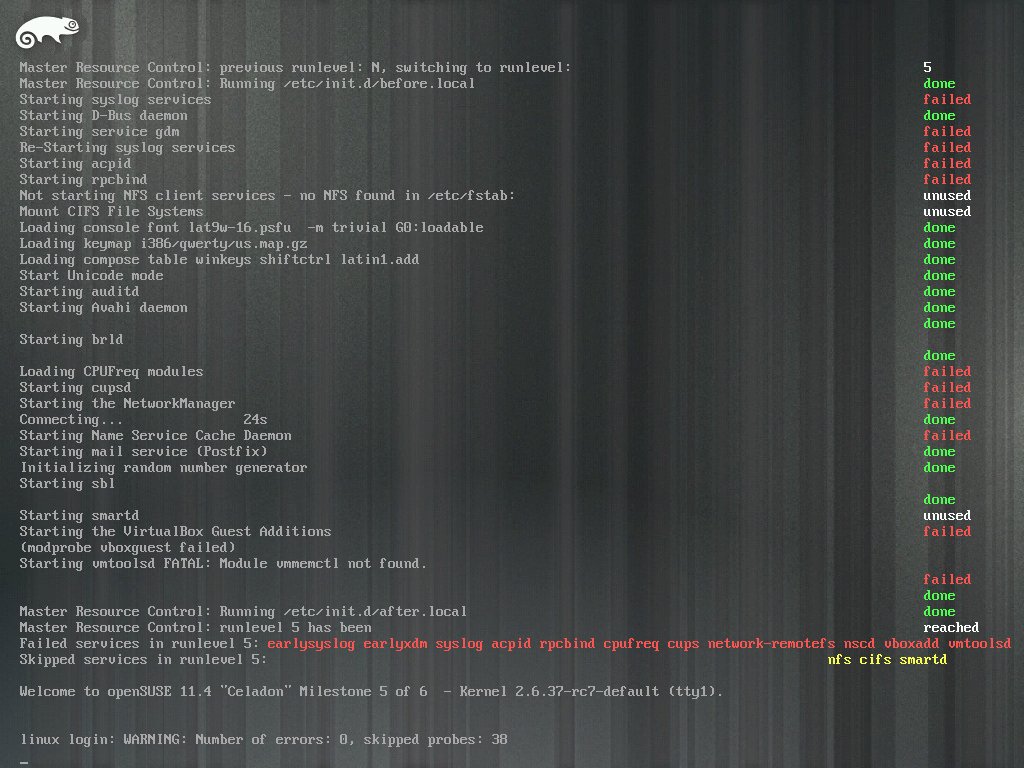 Master Resource Control: previous runlevel: N, switching to runlevel: 5
Master Resource Control: Running /etc/init.d/before.local done
Starting syslog services failed
Starting D-Bus daemon done
Starting service gdm failed
Re-Starting syslog services failed
Starting acpid failed
Starting rpcbind failed
Not starting NFS client services - no NFS found in /etc/fstab: unused
Mount CIFS File Systems unused
Loading console font lat9w-16.psfu  -m trivial G0:loadable done
Loading keymap i386/qwerty/us.map.gz done
Loading compose table winkeys shiftctrl latin1.add done
Start Unicode mode done
Starting auditd done
Starting Avahi daemon done
done
Starting brld
done
Loading CPUFreq modules failed
Starting cupsd failed
Starting the NetworkManager failed
Connecting... 24s done
Starting Name Service Cache Daemon failed
Starting mail service (Postfix) done
Initializing random number generator done
Starting sbl
done
Starting smartd unused
Starting the VirtualBox Guest Additions failed
(modprobe vboxguest failed)
Starting vmtoolsd FATAL: Module vmmemctl not found.
failed
done
Master Resource Control: Running /etc/init.d/after.local done
Master Resource Control: runlevel 5 has been reached
Failed services in runlevel 5: earlysyslog earlyxdm syslog acpid rpcbind cpufreq cups network-remotefs nscd vboxadd vmtoolsd
Skipped services in runlevel 5: nfs cifs smartd
Welcome to openSUSE 11.4 "Celadon" Milestone 5 of 6  - Kernel 2.6.37-rc7-default (tty1).
linux login: WARNING: Number of errors: 0, skipped probes: 38
_